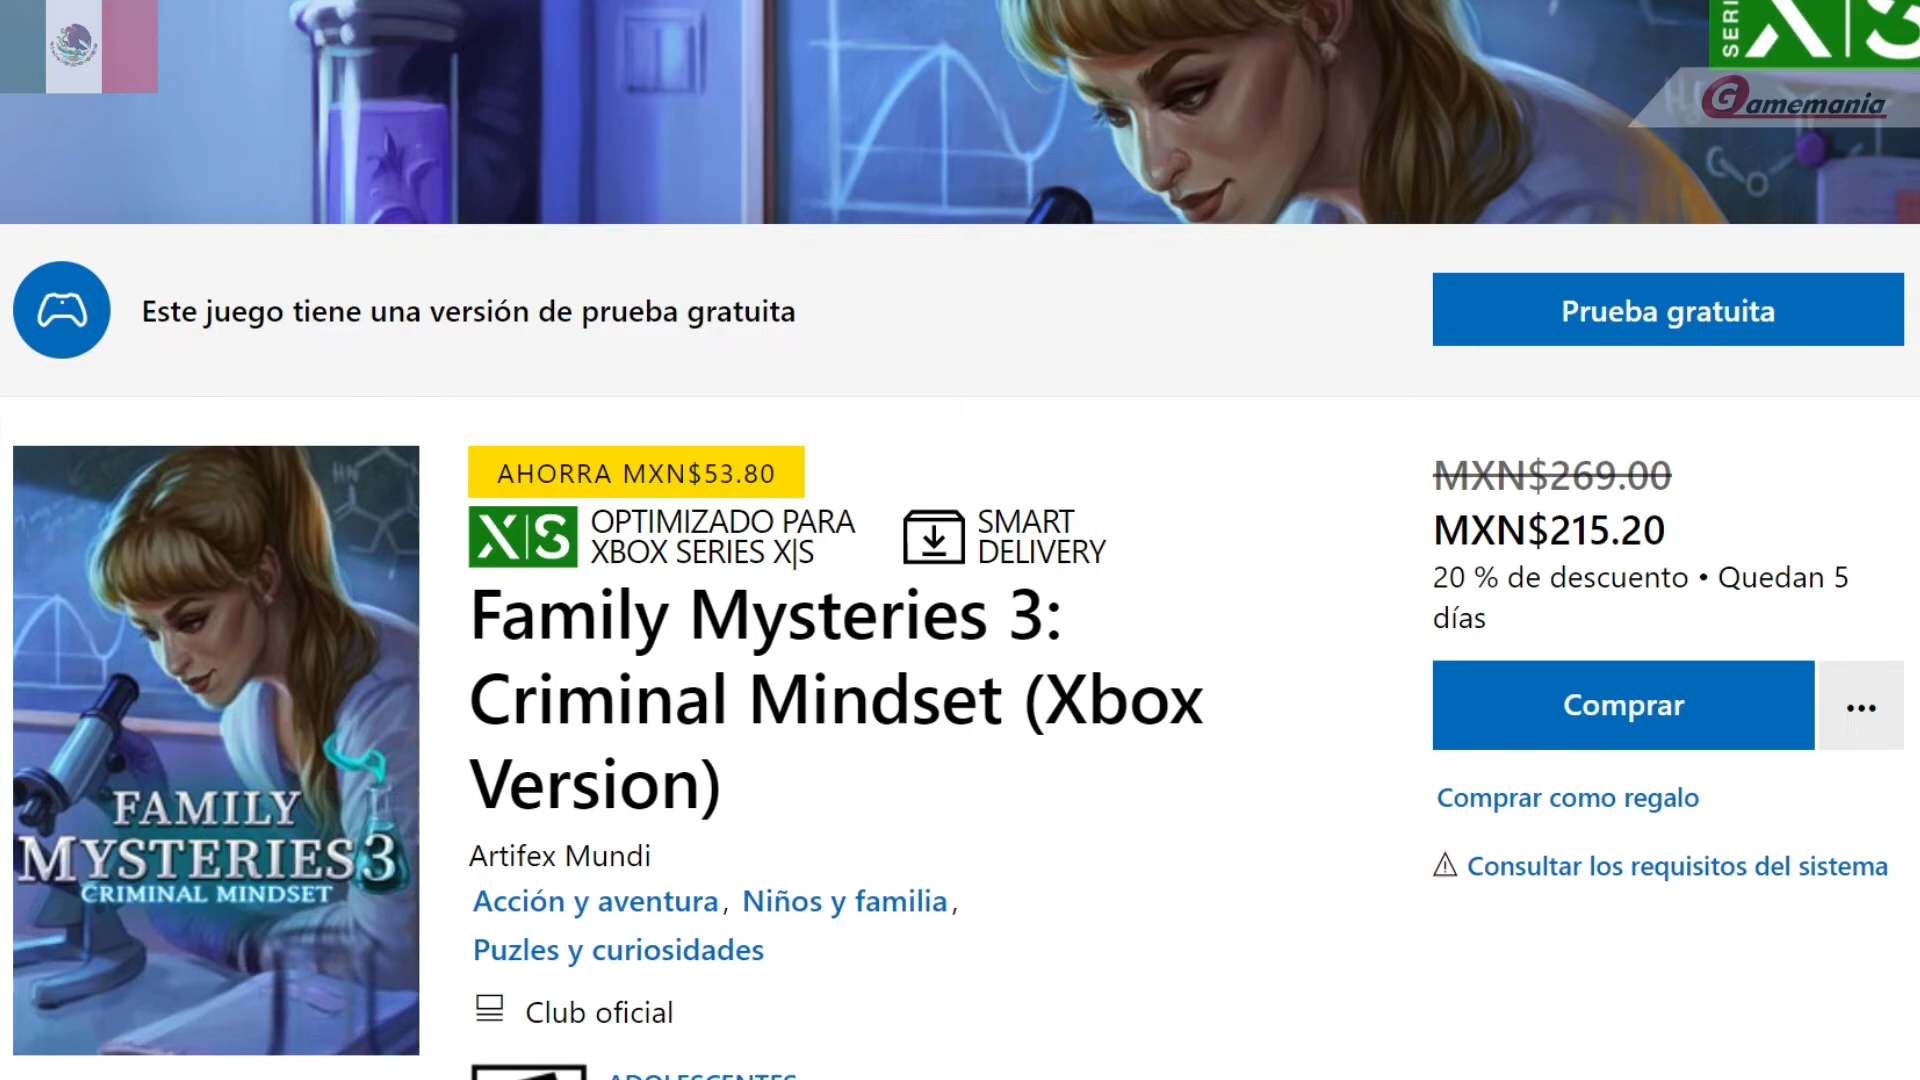 SERI
X|S
Gamemania
Este juego tiene una versión de prueba gratuita
Prueba gratuita
AHORRA MXN$53.80
X|S
OPTIMIZADO PARA
XBOX SERIES X|S
SMART
DELIVERY
Family Mysteries 3:
Criminal Mindset (Xbox
Version)
Artifex Mundi
Acción y aventura, Niños y familia,
Puzles y curiosidades
Club oficial
ADOLESCENTES
MXN$269.00
MXN$215.20
20 % de descuento • Quedan 5
días
Comprar
...
Comprar como regalo
Consultar los requisitos del sistema
HN
FAMILY
MYSTERIES 3
CRIMINAL MINDSET